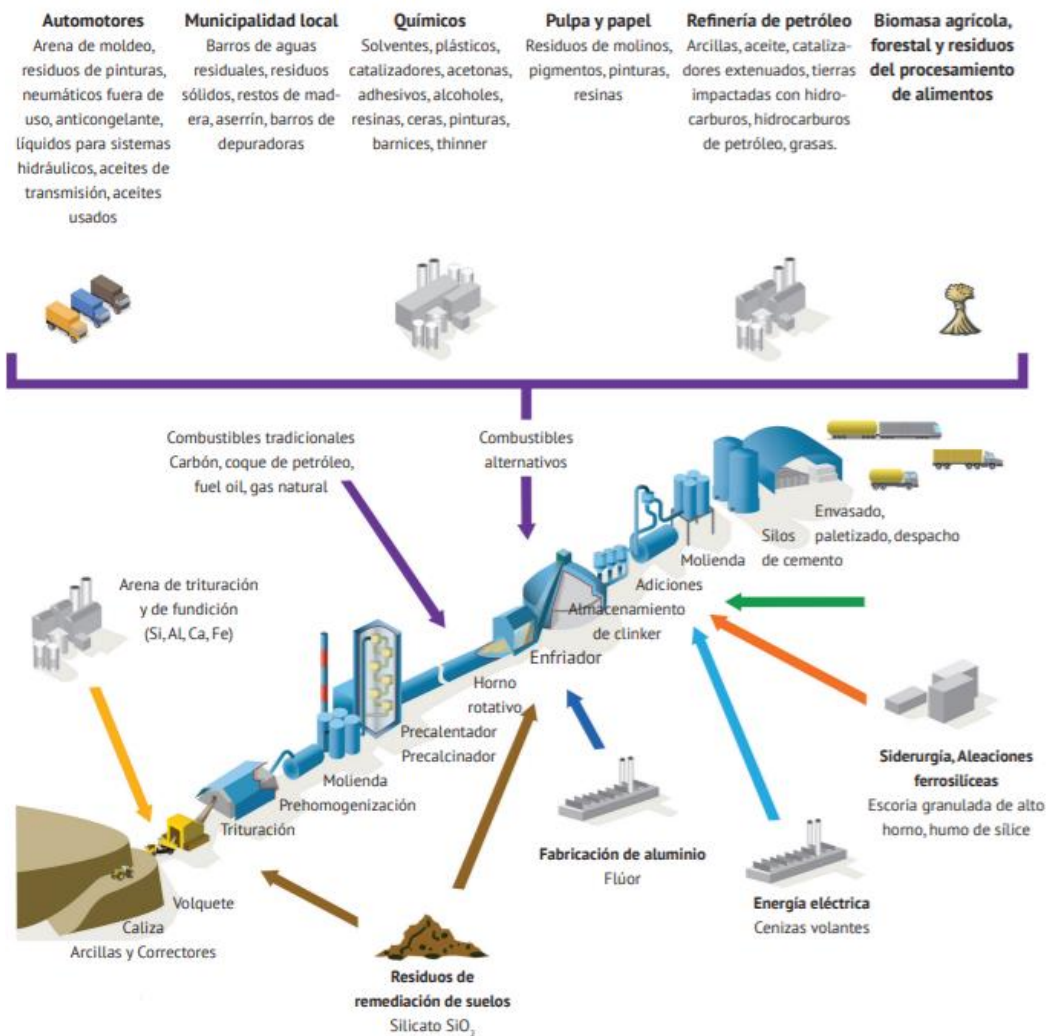 Automotores
Arena de moldeo,
residuos de pinturas,
neumáticos fuera de
uso, anticongelante,
líquidos para sistemas
hidráulicos, aceites de
transmisión, aceites
usados
Municipalidad local
Barros de aguas
residuales, residuos
sólidos, restos de mad-
era, aserrín, barros de
depuradoras
Químicos
Solventes, plásticos,
catalizadores, acetonas,
adhesivos, alcoholes,
resinas, ceras, pinturas,
barnices, thinner
Pulpa y papel
Residuos de molinos,
pigmentos, pinturas,
resinas
Refinería de petróleo
Arcillas, aceite, cataliza-
dores extenuados, tierras
impactadas con hidro-
carburos, hidrocarburos
de petróleo, grasas.
Biomasa agrícola,
forestal y residuos
del procesamiento
de alimentos
Combustibles tradicionales
Carbón, coque de petróleo,
fuel oil, gas natural
Combustibles
alternativos
Envasado,
paletizado, despacho
Silos
de cemento
Molienda
Adiciones
Almacenamiento
de clinker
Enfriador
Horno
rotativo
Precalentador
Precalcinador
Molienda
Prehomogenización
Trituración
Arena de trituración
y de fundición
(Si, Al, Ca, Fe)
Volquete
Caliza
Arcillas y Correctores
Residuos de
remediación de suelos
Silicato SiO₂
Fabricación de aluminio
Flúor
Energía eléctrica
Cenizas volantes
Siderurgía, Aleaciones
ferrosilíceas
Escoria granulada de alto
horno, humo de sílice